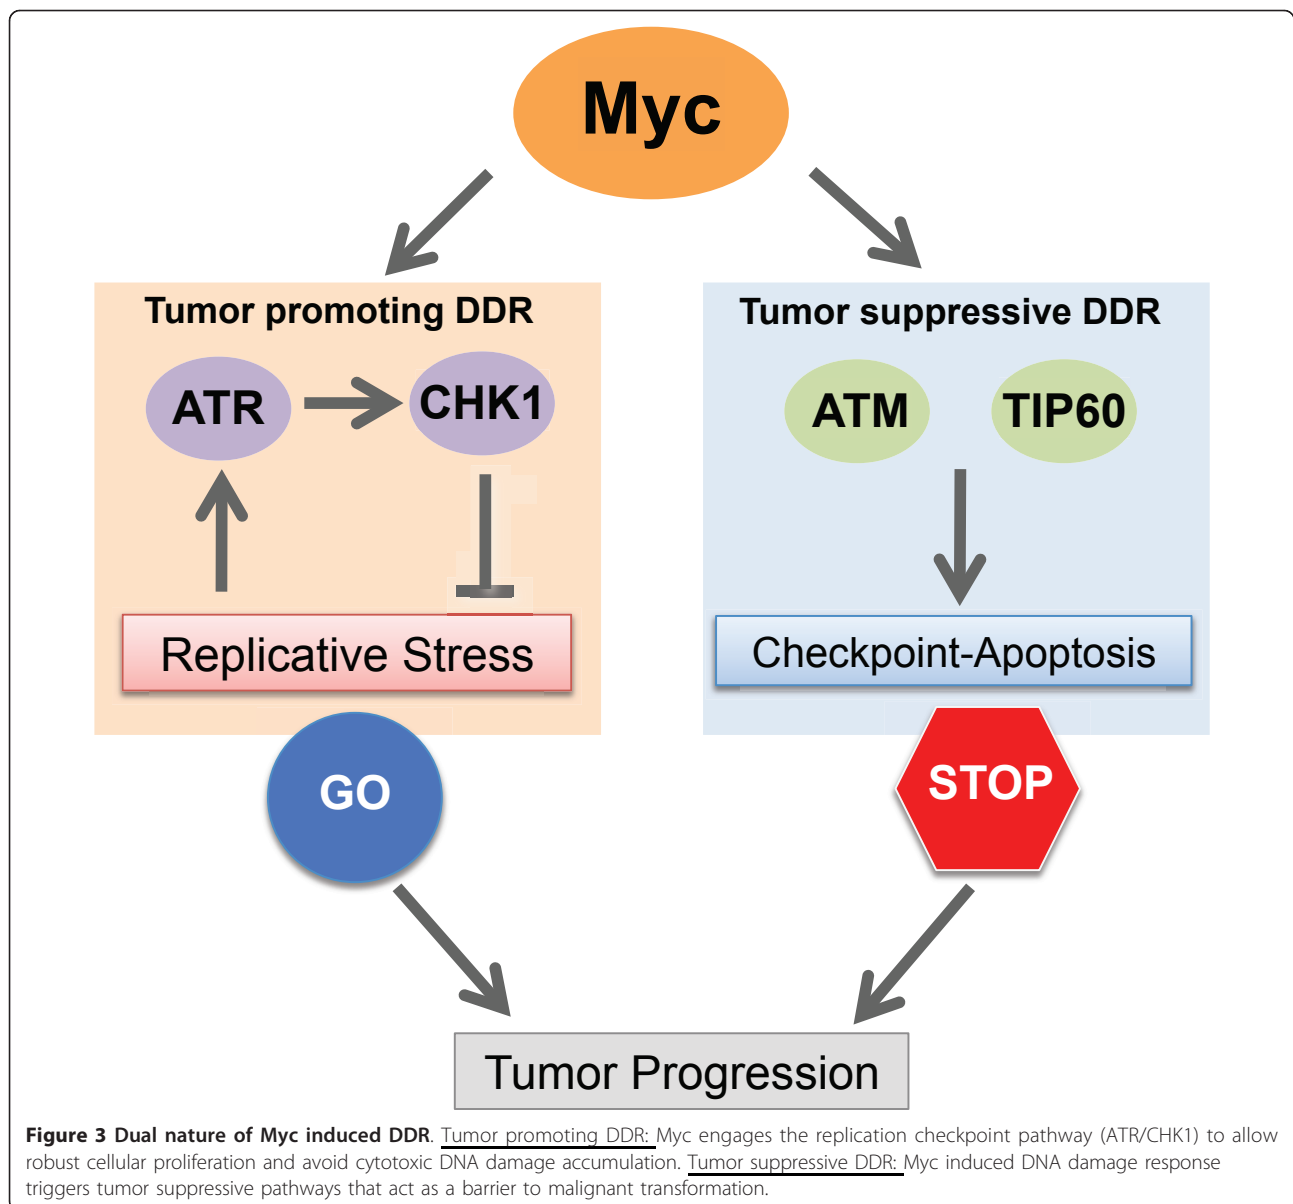 Myc
Tumor promoting DDR
ATR
CHK1
Replicative Stress
GO
Tumor suppressive DDR
ATM
TIP60
Checkpoint-Apoptosis
STOP
Tumor Progression
Figure 3 Dual nature of Myc induced DDR. Tumor promoting DDR: Myc engages the replication checkpoint pathway (ATR/CHK1) to allow
robust cellular proliferation and avoid cytotoxic DNA damage accumulation. Tumor suppressive DDR: Myc induced DNA damage response
triggers tumor suppressive pathways that act as a barrier to malignant transformation.